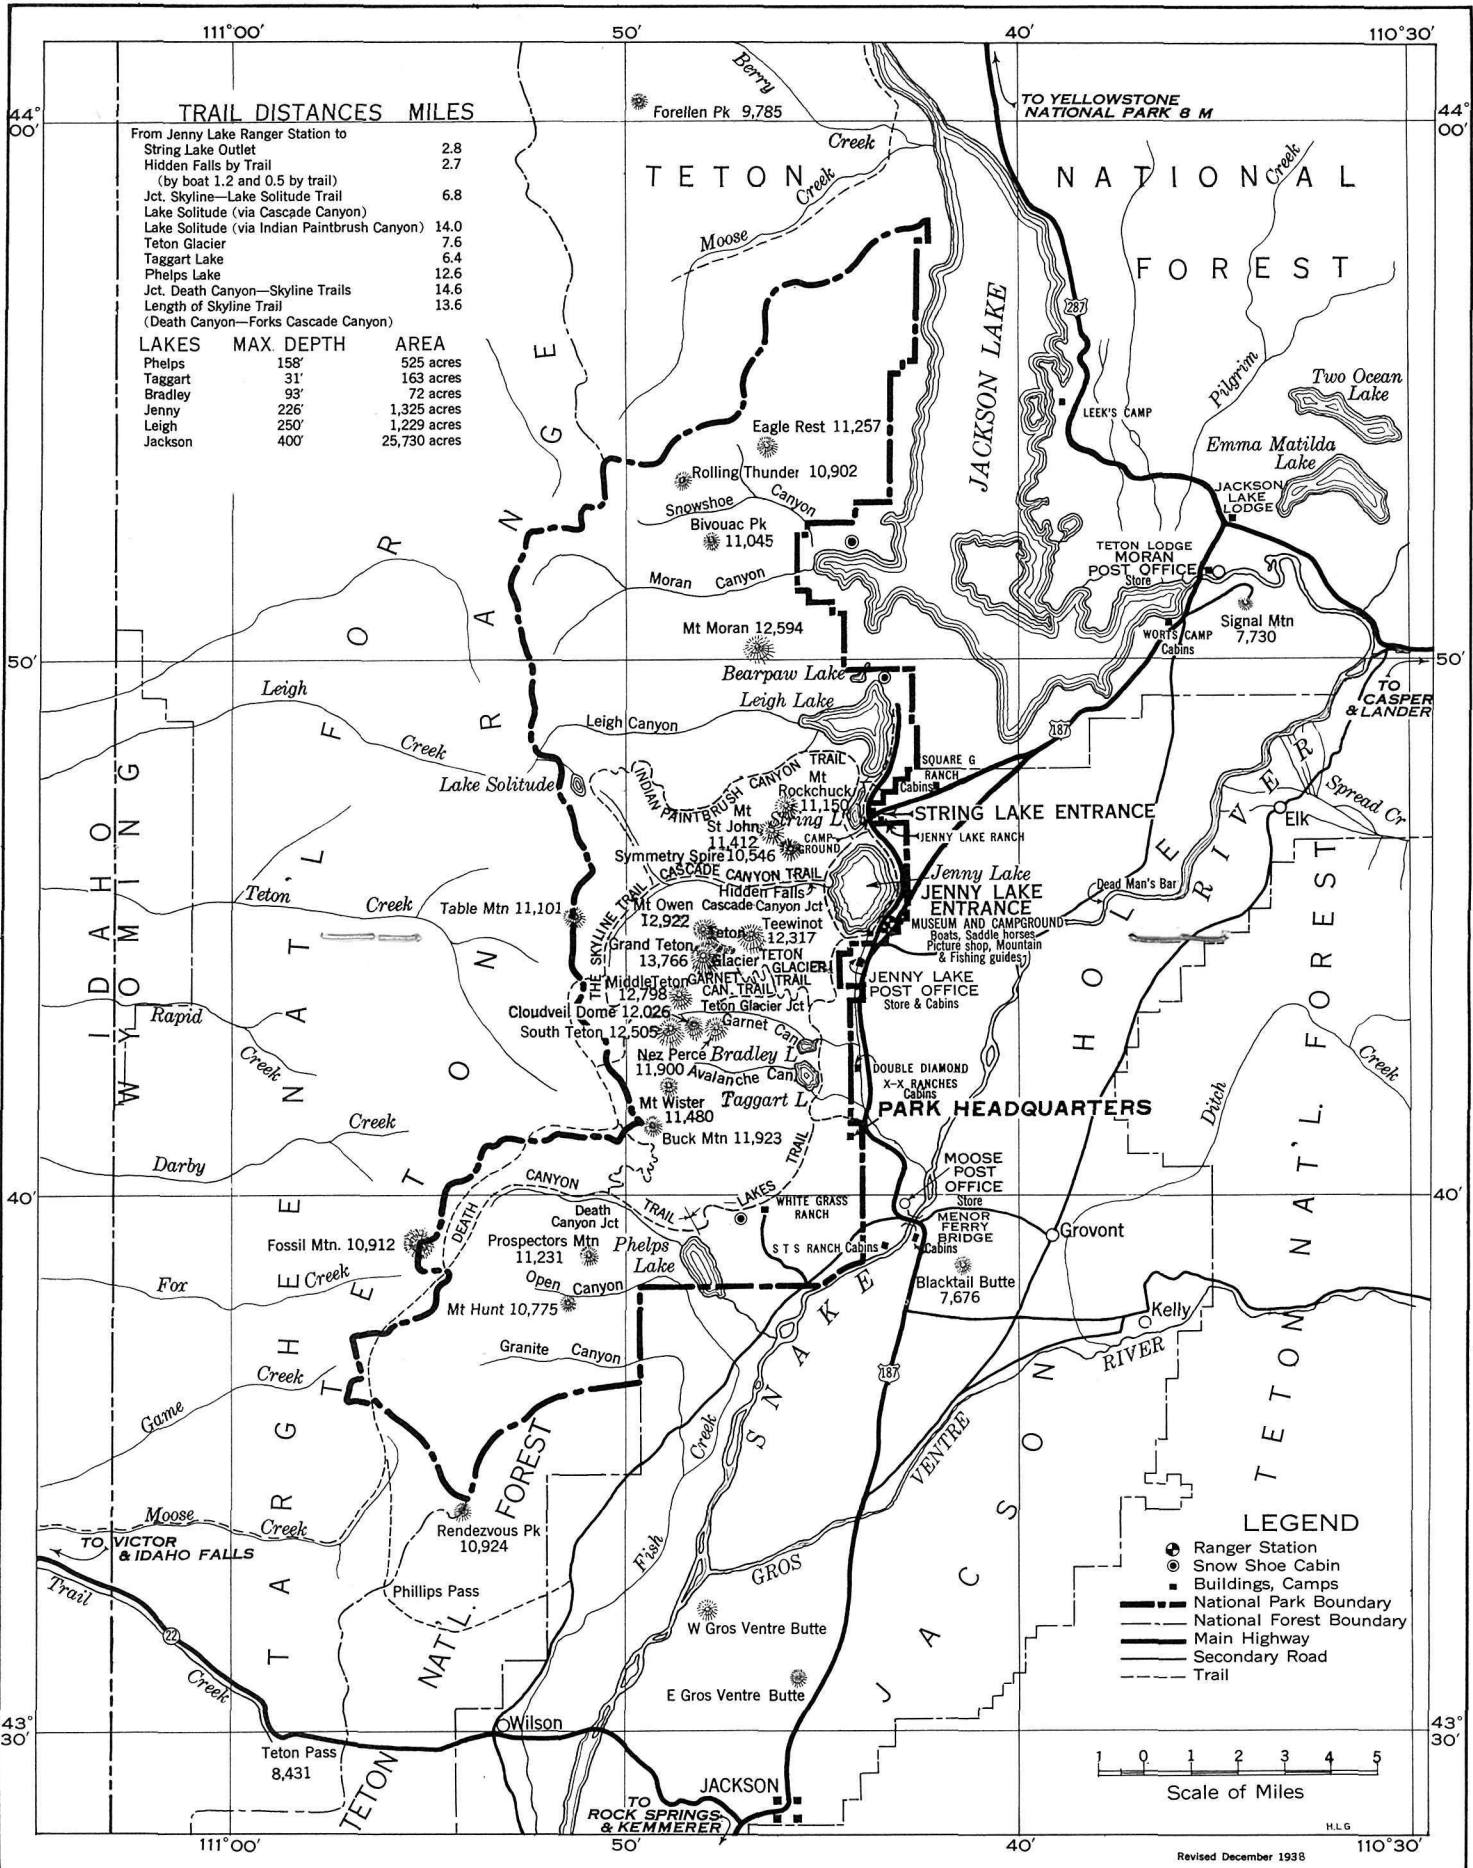 111°00′ 50′ 40′ 110°30′
44° 00′
44° 00′
TRAIL DISTANCES MILES
From Jenny Lake Ranger Station to
String Lake Outlet 2.8
Hidden Falls by Trail 2.7
(by boat 1.2 and 0.5 by trail)
Jct. Skyline—Lake Solitude Trail 6.8
Lake Solitude (via Cascade Canyon)
Lake Solitude (via Indian Paintbrush Canyon) 14.0
Teton Glacier 7.6
Taggart Lake 6.4
Phelps Lake 12.6
Jct. Death Canyon—Skyline Trails 14.6
Length of Skyline Trail 13.6
(Death Canyon—Forks Cascade Canyon)
LAKES MAX. DEPTH AREA
Phelps 158′ 525 acres
Taggart 31′ 163 acres
Bradley 93′ 72 acres
Jenny 226′ 1,325 acres
Leigh 250′ 1,229 acres
Jackson 400′ 25,730 acres
Berry
Creek
Forellen Pk 9,785
TO YELLOWSTONE
NATIONAL PARK 8 M
TETON NATIONAL
FOREST
Moose
Creek
Creek
Pilgrim
JACKSON LAKE
287
LEEK'S CAMP
Two Ocean
Lake
Emma Matilda
Lake
JACKSON
LAKE
LODGE
Eagle Rest 11,257
Rolling Thunder 10,902
Snowshoe Canyon
Bivouac Pk
11,045
Moran Canyon
TETON LODGE
MORAN
POST OFFICE
Store
Signal Mtn
7,730
WORTS CAMP
Cabins
Mt Moran 12,594
50′
50′
Bearpaw Lake
Leigh Lake
Leigh Canyon
Leigh
Creek
Lake Solitude
TO
CASPER
& LANDER
187
SQUARE G
RANCH
Cabins
INDIAN PAINTBRUSH CANYON TRAIL
Mt
Rockchuck
11,150
Mt
St John
11,412
String L
CAMP
GROUND
STRING LAKE ENTRANCE
JENNY LAKE RANCH
Symmetry Spire 10,546
CASCADE CANYON TRAIL
Hidden Falls
Jenny Lake
JENNY LAKE
ENTRANCE
MUSEUM AND CAMPGROUND
Boats, Saddle horses
Picture shop, Mountain
& Fishing guides
Spread Cr
Elk
Dead Man's Bar
SNAKE RIVER
JACKSON HOLE
IDAHO
WYOMING
TARGHEE NAT'L FOR
TETON RANGE
Teton
Creek
Table Mtn 11,101
THE SKYLINE TRAIL
Mt Owen
12,922
Cascade Canyon Jct
Teewinot
12,317
Grand Teton
13,766
Teton
Glacier
TETON
GLACIER
TRAIL
Middle Teton
12,798
GARNET
CAN. TRAIL
Teton Glacier Jct
JENNY LAKE
POST OFFICE
Store & Cabins
Cloudveil Dome 12,026
South Teton 12,505
Garnet Can
Nez Perce
11,900
Bradley L
Avalanche Can
Taggart L
Mt Wister
11,480
Buck Mtn 11,923
DOUBLE DIAMOND
X-X RANCHES
Cabins
PARK HEADQUARTERS
Rapid
Creek
Darby
Creek
Ditch
Creek
TETON NAT'L. FOREST
40′
40′
MOOSE
POST
OFFICE
Store
MENOR
FERRY
BRIDGE
Cabins
Grovont
LAKES TRAIL
WHITE GRASS
RANCH
S T S RANCH Cabins
DEATH CANYON TRAIL
Death
Canyon Jct
Prospectors Mtn
11,231
Phelps
Lake
Fossil Mtn. 10,912
Fox
Creek
Open Canyon
Mt Hunt 10,775
Blacktail Butte
7,676
Kelly
187
Granite Canyon
Game
Creek
Moose
Creek
Fish
Creek
GROS VENTRE RIVER
TO VICTOR
& IDAHO FALLS
Trail
Creek
22
Rendezvous Pk
10,924
Phillips Pass
TETON NAT'L. FOREST
W Gros Ventre Butte
E Gros Ventre Butte
Teton Pass
8,431
Wilson
JACKSON
TO
ROCK SPRINGS
& KEMMERER
LEGEND
Ranger Station
Snow Shoe Cabin
Buildings, Camps
National Park Boundary
National Forest Boundary
Main Highway
Secondary Road
Trail
43° 30′
43° 30′
1 0 1 2 3 4 5
Scale of Miles
H.L.G
111°00′ 50′ 40′ 110°30′
Revised December 1938